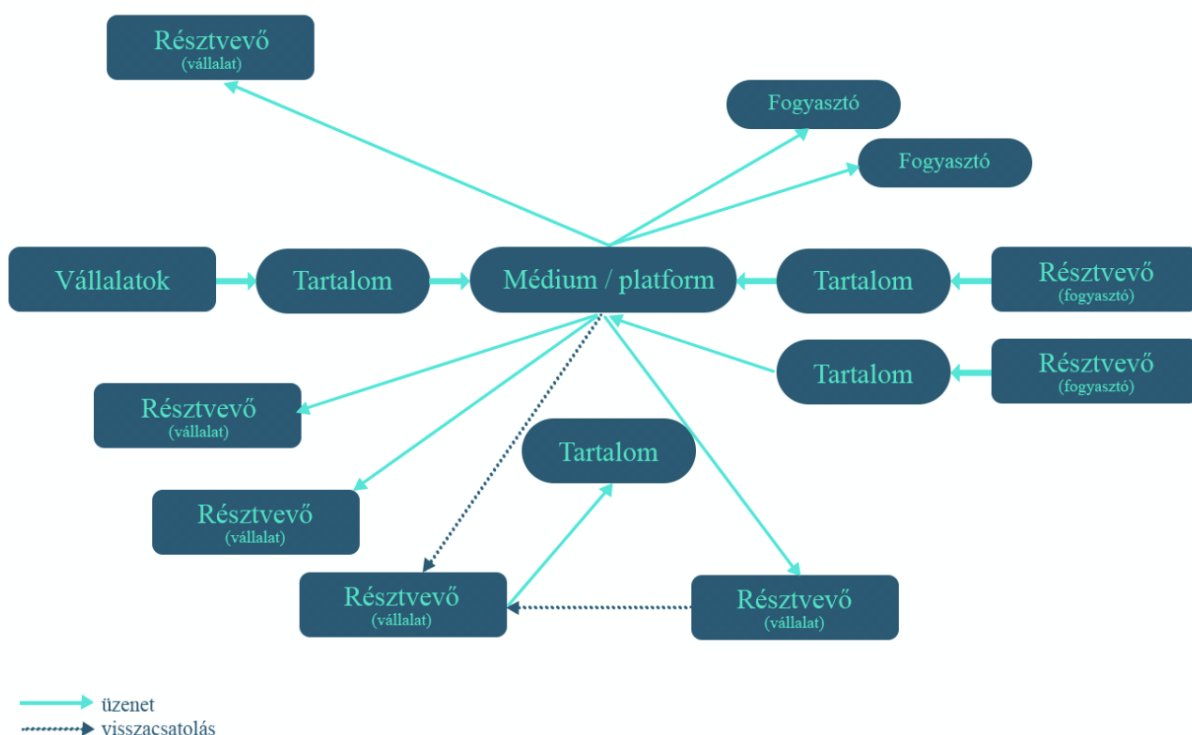 Résztvevő
(vállalat)
Fogyasztó
Fogyasztó
Vállalatok
Tartalom
Médium / platform
Tartalom
Résztvevő
(fogyasztó)
Tartalom
Résztvevő
(fogyasztó)
Résztvevő
(vállalat)
Tartalom
Résztvevő
(vállalat)
Résztvevő
(vállalat)
Résztvevő
(vállalat)
üzenet
visszacsatolás